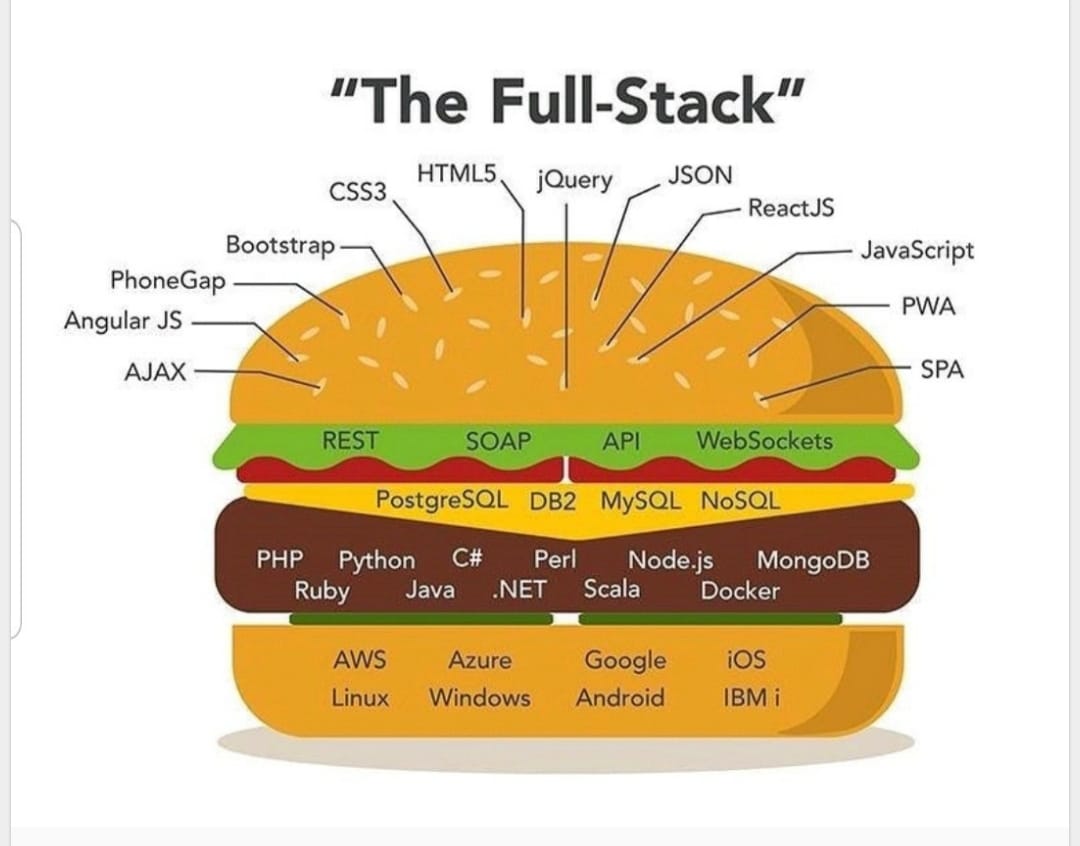 “The Full-Stack”
HTML5
jQuery
JSON
CSS3
ReactJS
Bootstrap
JavaScript
PhoneGap
PWA
Angular JS
AJAX
SPA
REST SOAP API WebSockets
PostgreSQL DB2 MySQL NoSQL
PHP Python C# Perl Node.js MongoDB
Ruby Java .NET Scala Docker
AWS Azure Google iOS
Linux Windows Android IBM i